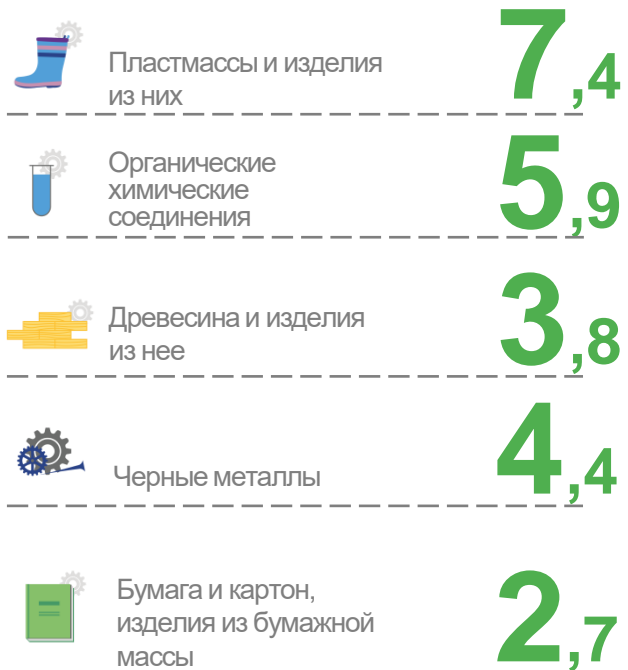 Пластмассы и изделия
из них
7,4
Органические
химические
соединения
5,9
Древесина и изделия
из нее
3,8
Черные металлы
4,4
Бумага и картон,
изделия из бумажной
массы
2,7